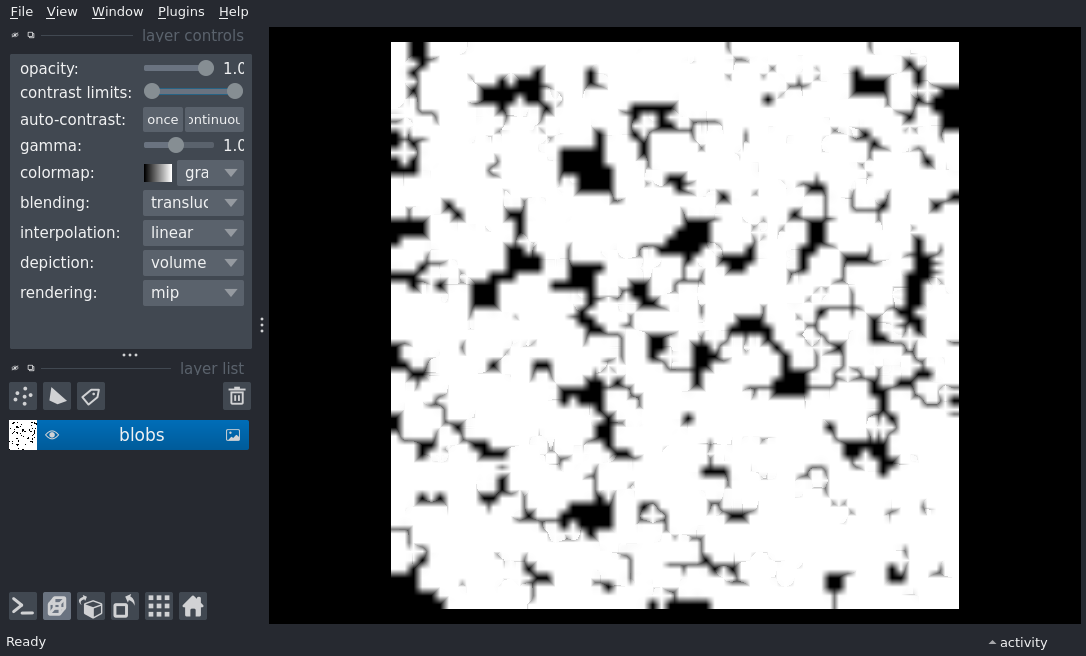 File View Window Plugins Help
layer controls
opacity: 1.0
contrast limits:
auto-contrast: once ontinuou
gamma: 1.0
colormap: gra
blending: transluc
interpolation: linear
depiction: volume
rendering: mip
layer list
blobs
Ready
activity